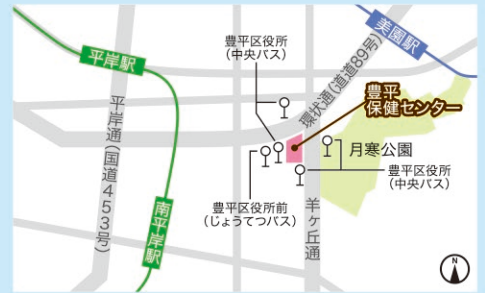 美園駅
豊平区役所
(中央バス)
環状通(道道89号)
平岸駅
豊平
保健センター
平岸通(国道453号)
月寒公園
豊平区役所
(中央バス)
豊平区役所前
(じょうてつバス)
羊ヶ丘通
南平岸駅
N